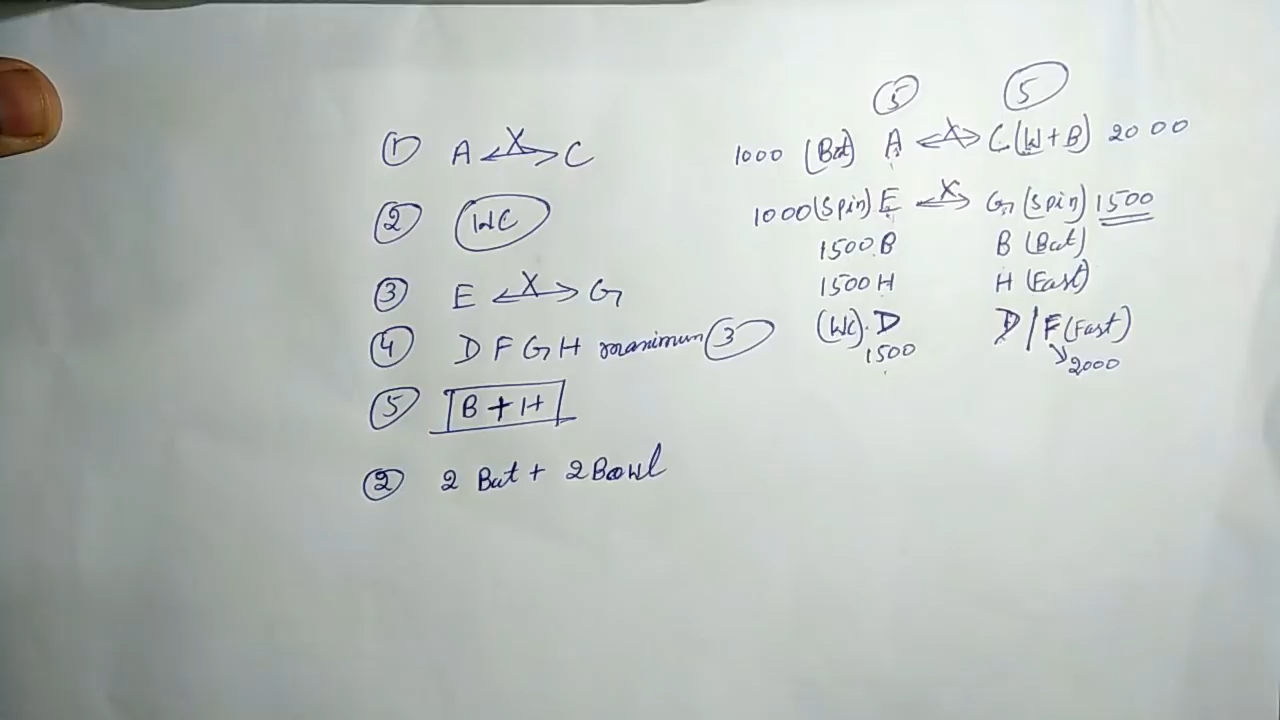 ① A <-X-> C
② WC
③ E <-X-> G
④ D F G H maximum ③
⑤ B + H
② 2 Bat + 2 Bowl
⑤ ⑤
1000 (Bat) A <-X-> C (W+B) 2000
1000 (Spin) E <-X-> G (Spin) 1500
1500 B B (Bat)
1500 H H (Fast)
(WC) D D / F (Fast)
1500 2000